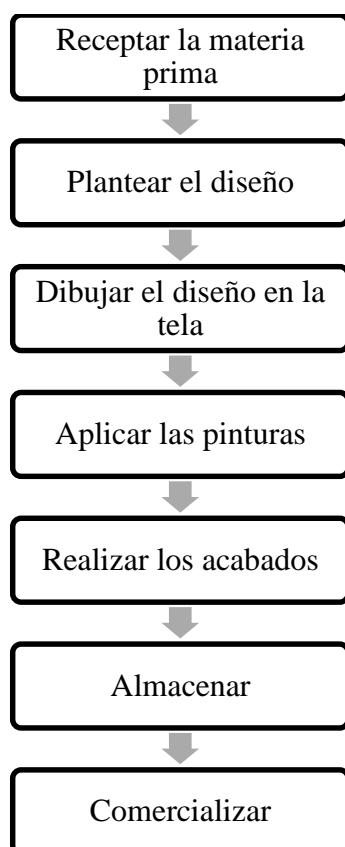 Receptar la materia
prima
Plantear el diseño
Dibujar el diseño en la
tela
Aplicar las pinturas
Realizar los acabados
Almacenar
Comercializar